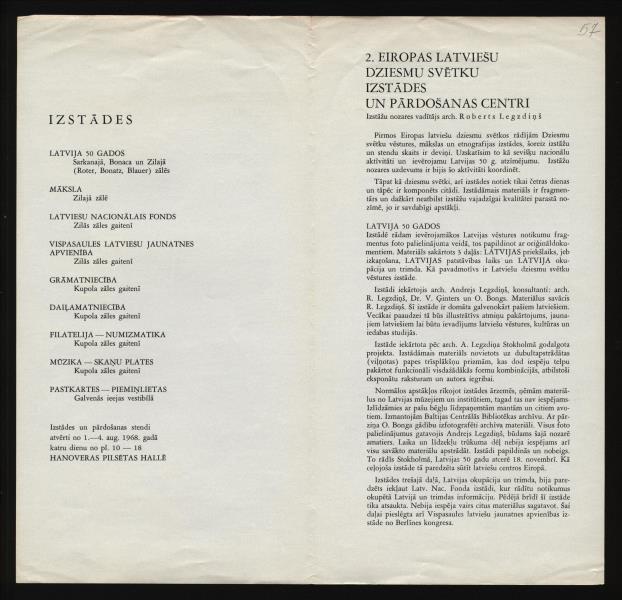 57
IZSTĀDES
LATVIJA 50 GADOS
Sarkanajā, Bonaca un Zilajā
(Roter, Bonatz, Blauer) zālēs
MĀKSLA
Zilajā zālē
LATVIEŠU NACIONĀLAIS FONDS
Zilās zāles gaitenī
VISPASAULES LATVIEŠU JAUNATNES
APVIENĪBA
Zilās zāles gaitenī
GRĀMATNIECĪBA
Kupola zāles gaitenī
DAIĻAMATNIECĪBA
Kupola zāles gaitenī
FILATELIJA — NUMIZMATIKA
Kupola zāles gaitenī
MŪZIKA — SKAŅU PLATES
Kupola zāles gaitenī
PASTKARTES — PIEMIŅLIETAS
Galvenās ieejas vestibilā
Izstādes un pārdošanas stendi
atvērti no 1.—4. aug. 1968. gadā
katru dienu no pl. 10 — 18
HANOVERAS PILSĒTAS HALLĒ
2. EIROPAS LATVIEŠU
DZIESMU SVĒTKU
IZSTĀDES
UN PĀRDOŠANAS CENTRI
Izstāžu nozares vadītājs arch. Roberts Legzdiņš
Pirmos Eiropas latviešu dziesmu svētkos rādījām Dziesmu
svētku vēstures, mākslas un etnografijas izstādes, šoreiz izstāžu
un stendu skaits ir deviņi. Uzskatīsim to kā sevišķu nacionālu
aktivitāti un ievērojamu Latvijas 50 g. atzīmējumu. Izstāžu
nozares uzdevums ir bijis šo aktivitāti koordinēt.
Tāpat kā dziesmu svētki, arī izstādes notiek tikai četras dienas
un tāpēc ir komponēts citādi. Izstādāmais materiāls ir fragmen-
tārs un dažkārt neatbilst izstāžu vajadzīgai kvalitātei parastā no-
zīmē, jo ir savdabīgi apstākļi.
LATVIJA 50 GADOS
Izstādē rādam ievērojamākos Latvijas vēstures notikumu frag-
mentus foto palielinājuma veidā, tos papildinot ar oriģināldoku-
mentiem. Materiāls sakārtots 3 daļās: LATVIJAS priekšlaiks, jeb
izkaŗošana, LATVIJAS patstāvības laiks un LATVIJA oku-
pācija un trimda. Kā pavadmotīvs ir Latviešu dziesmu svētku
vēstures izstāde.
Izstādi iekārtojis arch. Andrejs Legzdiņš, konsultanti: arch.
R. Legzdiņš, Dr. V. Ģinters un O. Bongs. Materiālus savācis
R. Legzdiņš. Šī izstāde ir domāta galvenokārt pašiem latviešiem.
Vecākai paaudzei tā būs illustrātīvs atmiņu pakārtojums, jauna-
jiem latviešiem lai būtu ievadījums latviešu vēstures, kultūras un
iedabas studijās.
Izstāde iekārtota pēc arch. A. Legzdiņa Stokholmā godalgota
projekta. Izstādāmais materiāls novietots uz dubultapstrādātas
(viļņotas) papes trīsplākšņu prizmām, kas dod iespēju telpu
pakārtot funkcionāli visdažādākās formu kombinācijās, atbilstoši
eksponātu raksturam un autora iegribai.
Normālos apstākļos rīkojot izstādes ārzemēs, ņēmām materiā-
lus no Latvijas mūzejiem un institūtiem, tagad tas nav iespējams.
Izlīdzāmies ar pašu bēgļu līdzpaņemtām mantām un citiem avo-
tiem. Izmantojām Baltijas Centrālās Bibliotēkas archīvu. Ar pār-
ziņa O. Bonga gādību izfotografēti archīva materiāli. Visus foto
palielinājumus gatavojis Andrejs Legzdiņš, būdams šajā nozarē
amatiers. Laika un līdzekļu trūkuma dēļ nebija iespējams arī
visu savākto materiālu apstrādāt. Izstādi papildinās un nobeigs.
To rādīs Stokholmā, Latvijas 50 gadu atcerē 18. novembrī. Kā
ceļojoša izstāde tā paredzēta sūtīt latviešu centros Eiropā.
Izstādes trešajā daļā, Latvijas okupācija un trimda, bija pare-
dzēts iekļaut Latv. Nac. Fonda izstādi, kur rādītu notikumus
okupētā Latvijā un trimdas informāciju. Pēdējā brīdī šī izstāde
tika atsaukta. Nebija iespēja vairs citus materiālus sagatavot. Šai
daļai pieslēgta arī Vispasaules latviešu jaunatnes apvienības iz-
stāde no Berlīnes kongresa.